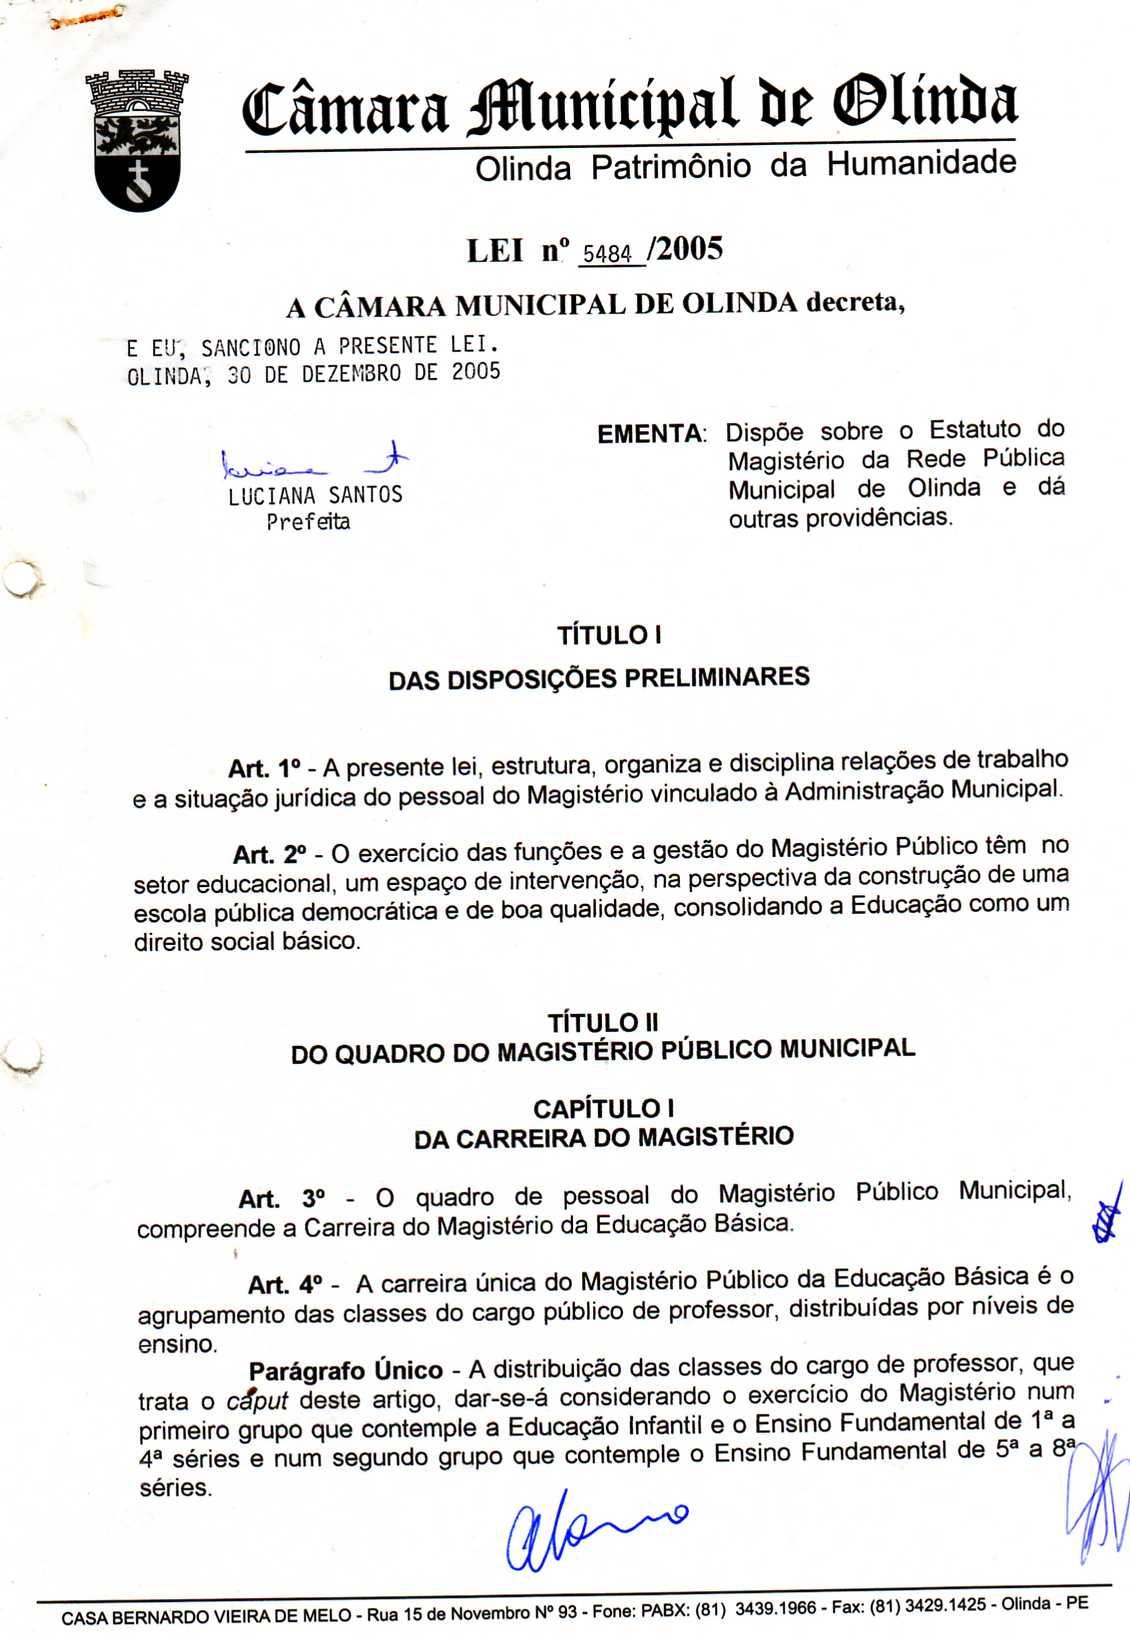 Câmara Municipal de Olinda
Olinda Patrimônio da Humanidade
LEI nº 5484 /2005
A CÂMARA MUNICIPAL DE OLINDA decreta,
E EU, SANCIONO A PRESENTE LEI.
OLINDA, 30 DE DEZEMBRO DE 2005
LUCIANA SANTOS
Prefeita
EMENTA: Dispõe sobre o Estatuto do
Magistério da Rede Pública
Municipal de Olinda e dá
outras providências.
TÍTULO I
DAS DISPOSIÇÕES PRELIMINARES
Art. 1º - A presente lei, estrutura, organiza e disciplina relações de trabalho
e a situação jurídica do pessoal do Magistério vinculado à Administração Municipal.
Art. 2º - O exercício das funções e a gestão do Magistério Público têm no
setor educacional, um espaço de intervenção, na perspectiva da construção de uma
escola pública democrática e de boa qualidade, consolidando a Educação como um
direito social básico.
TÍTULO II
DO QUADRO DO MAGISTÉRIO PÚBLICO MUNICIPAL
CAPÍTULO I
DA CARREIRA DO MAGISTÉRIO
Art. 3º - O quadro de pessoal do Magistério Público Municipal,
compreende a Carreira do Magistério da Educação Básica.
Art. 4º - A carreira única do Magistério Público da Educação Básica é o
agrupamento das classes do cargo público de professor, distribuídas por níveis de
ensino.
Parágrafo Único - A distribuição das classes do cargo de professor, que
trata o caput deste artigo, dar-se-á considerando o exercício do Magistério num
primeiro grupo que contemple a Educação Infantil e o Ensino Fundamental de 1ª a
4ª séries e num segundo grupo que contemple o Ensino Fundamental de 5ª a 8ª
séries.
CASA BERNARDO VIEIRA DE MELO - Rua 15 de Novembro Nº 93 - Fone: PABX: (81) 3439.1966 - Fax: (81) 3429.1425 - Olinda - PE